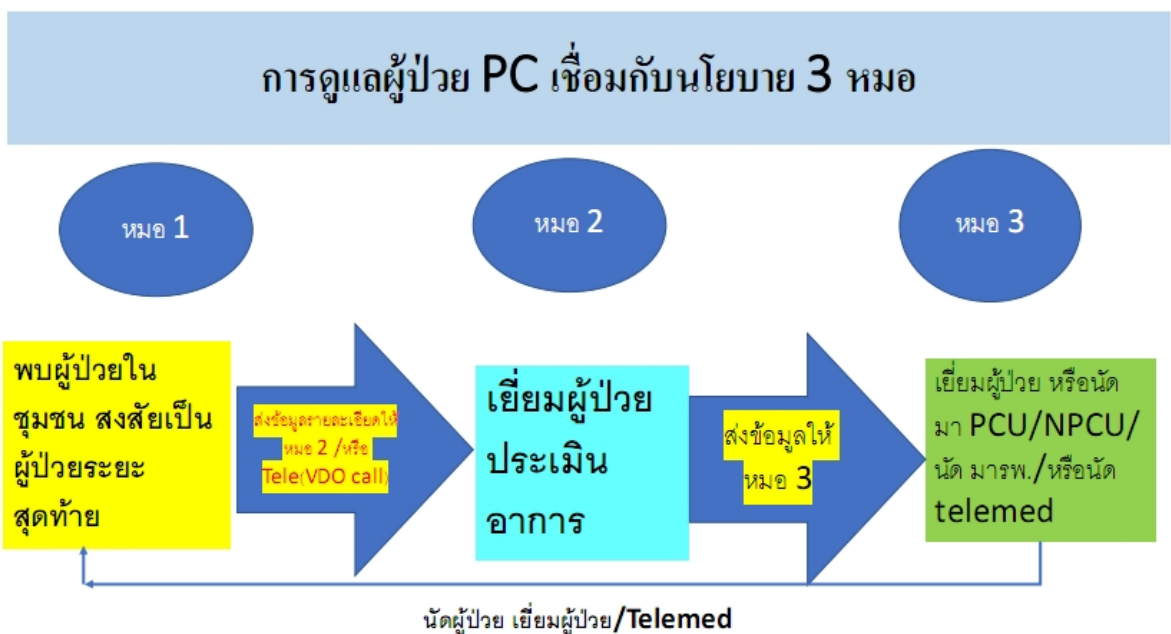 การดูแลผู้ป่วย PC เชื่อมกับนโยบาย 3 หมอ
หมอ 1
หมอ 2
หมอ 3
พบผู้ป่วยใน
ชุมชน สงสัยเป็น
ผู้ป่วยระยะ
สุดท้าย
ส่งข้อมูลรายละเอียดให้
หมอ 2 /หรือ
Tele(VDO call)
เยี่ยมผู้ป่วย
ประเมิน
อาการ
ส่งข้อมูลให้
หมอ 3
เยี่ยมผู้ป่วย หรือนัด
มา PCU/NPCU/
นัด มารพ./หรือนัด
telemed
นัดผู้ป่วย เยี่ยมผู้ป่วย/Telemed